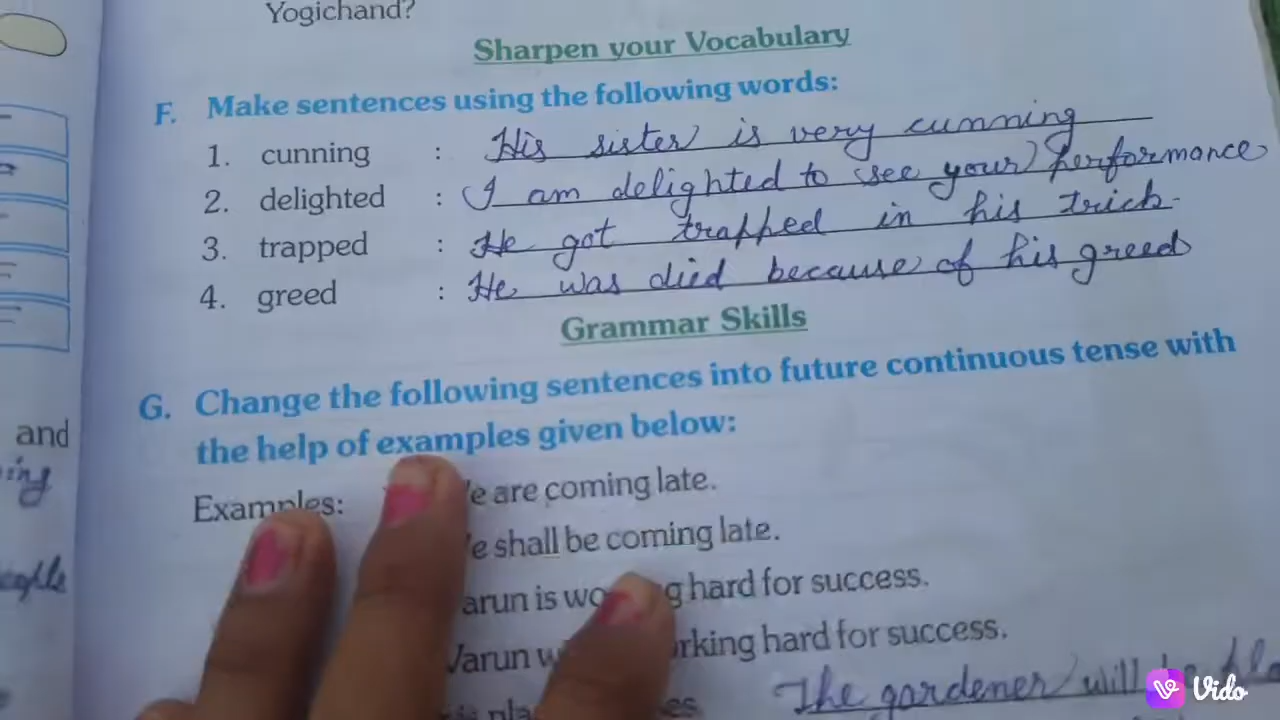 Yogichand?
Sharpen your Vocabulary
F. Make sentences using the following words:
1. cunning : His sister is very cunning
2. delighted : I am delighted to see your performance
3. trapped : He got trapped in his trick.
4. greed : He was died because of his greed
Grammar Skills
G. Change the following sentences into future continuous tense with
the help of examples given below:
and
Examples: are coming late.
shall be coming late.
is hard for success.
Varun hard for success.
The gardener will be
Vido